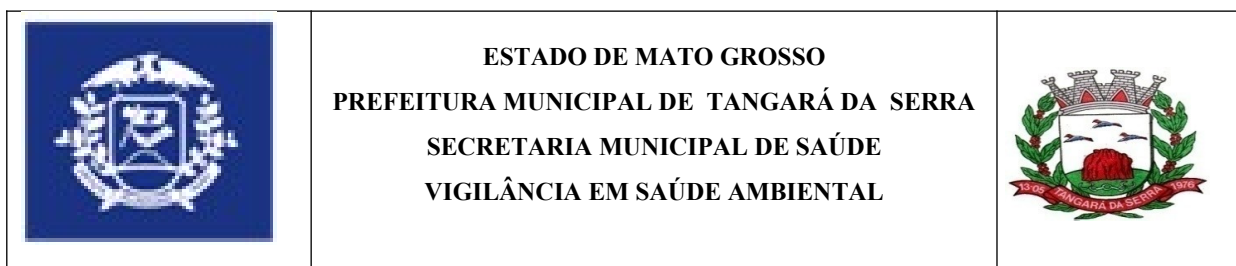 ESTADO DE MATO GROSSO
PREFEITURA MUNICIPAL DE TANGARÁ DA SERRA
SECRETARIA MUNICIPAL DE SAÚDE
VIGILÂNCIA EM SAÚDE AMBIENTAL
13·05 TANGARÁ DA SERRA 1976